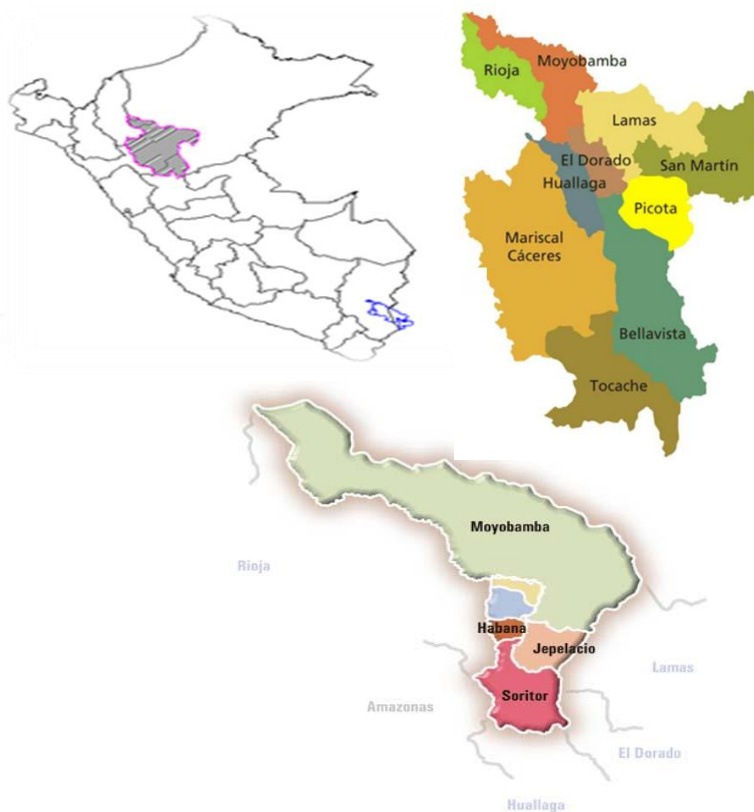 Moyobamba
Rioja
Lamas
El Dorado
San Martín
Huallaga
Picota
Mariscal
Cáceres
Bellavista
Tocache
Moyobamba
Rioja
Habana
Jepelacio
Lamas
Soritor
Amazonas
El Dorado
Huallaga